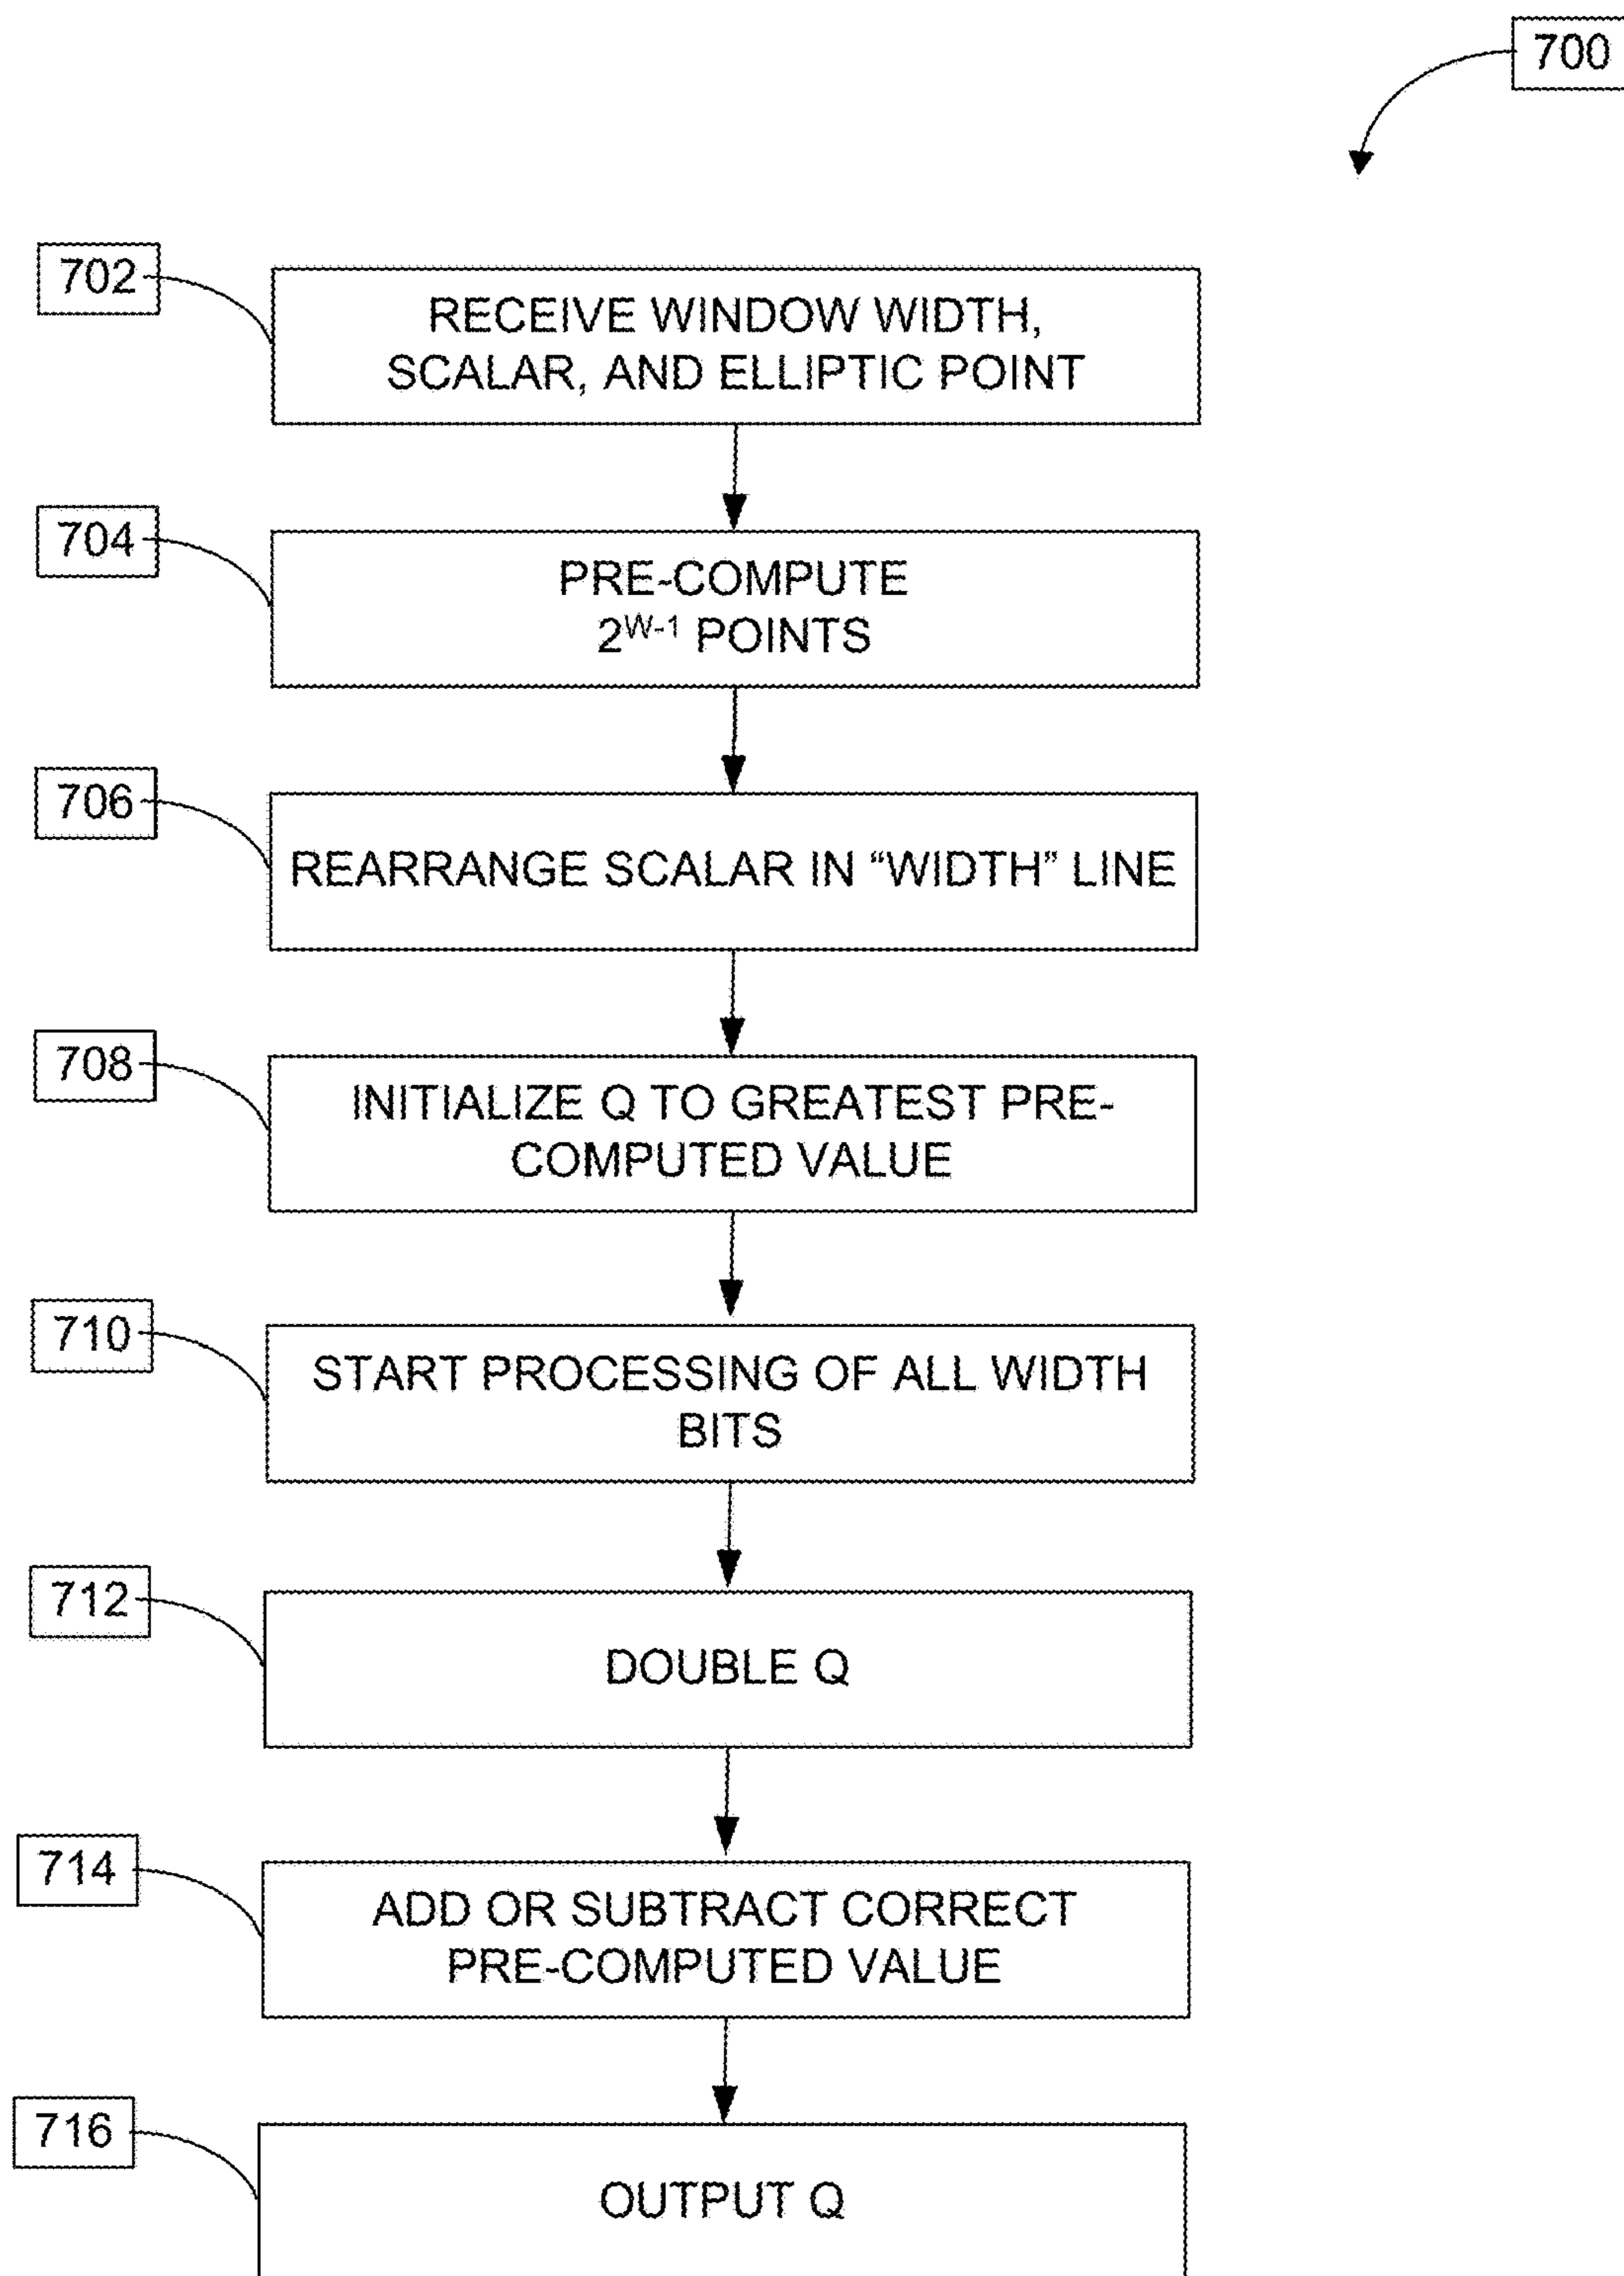 700
702
RECEIVE WINDOW WIDTH,
SCALAR, AND ELLIPTIC POINT
704
PRE-COMPUTE
2^W-1 POINTS
706
REARRANGE SCALAR IN “WIDTH” LINE
708
INITIALIZE Q TO GREATEST PRE-
COMPUTED VALUE
710
START PROCESSING OF ALL WIDTH
BITS
712
DOUBLE Q
714
ADD OR SUBTRACT CORRECT
PRE-COMPUTED VALUE
716
OUTPUT Q